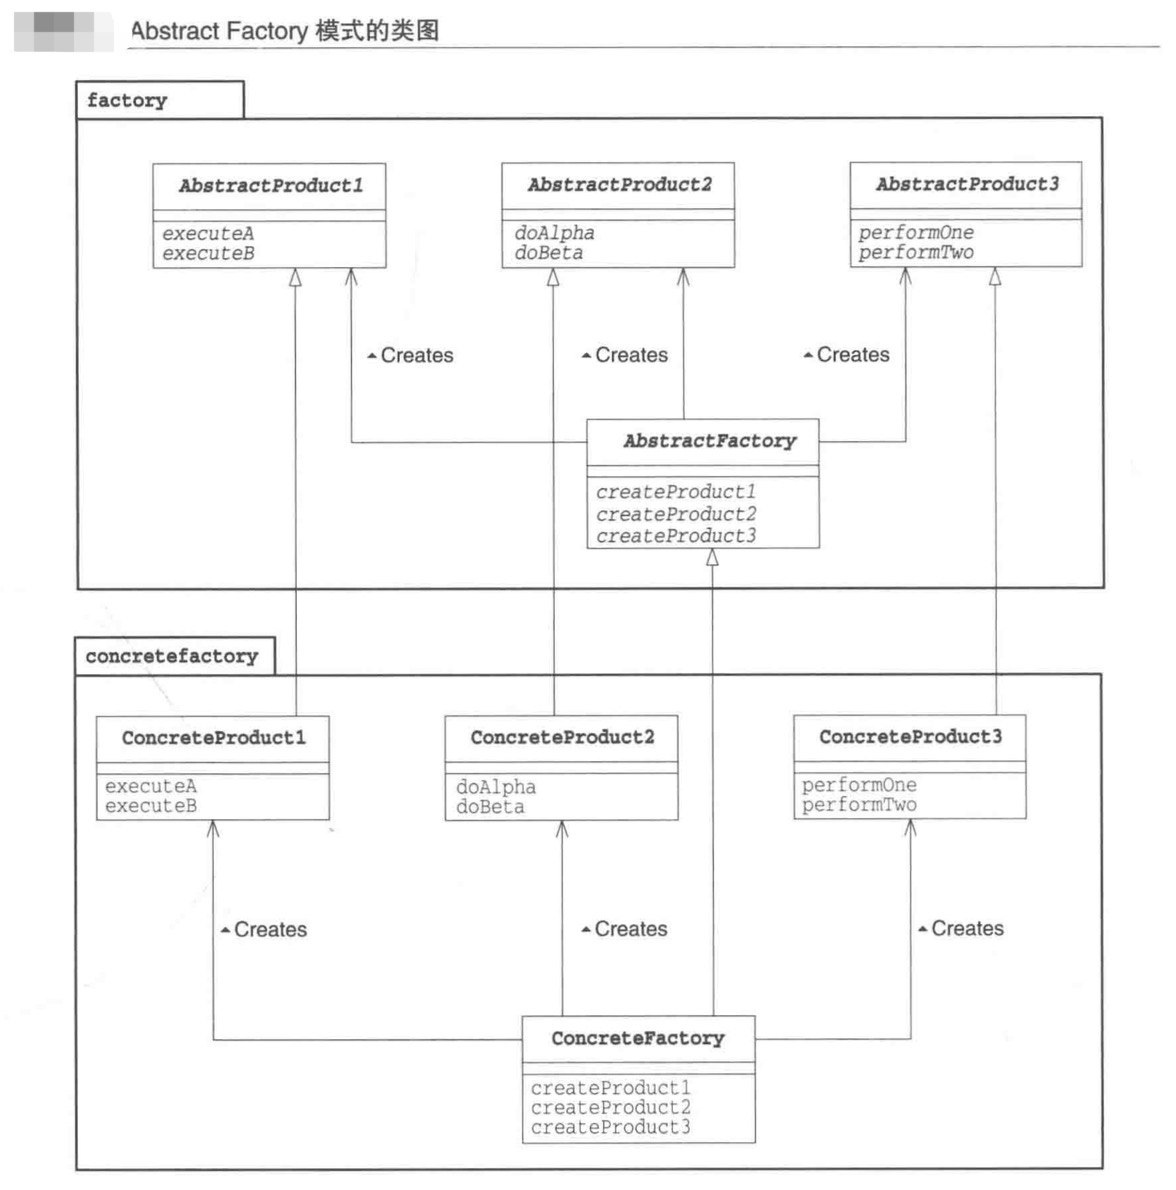 Abstract Factory 模式的类图
factory
AbstractProduct1
executeA
executeB
AbstractProduct2
doAlpha
doBeta
AbstractProduct3
performOne
performTwo
Creates
Creates
Creates
AbstractFactory
createProduct1
createProduct2
createProduct3
concretefactory
ConcreteProduct1
executeA
executeB
ConcreteProduct2
doAlpha
doBeta
ConcreteProduct3
performOne
performTwo
Creates
Creates
Creates
ConcreteFactory
createProduct1
createProduct2
createProduct3